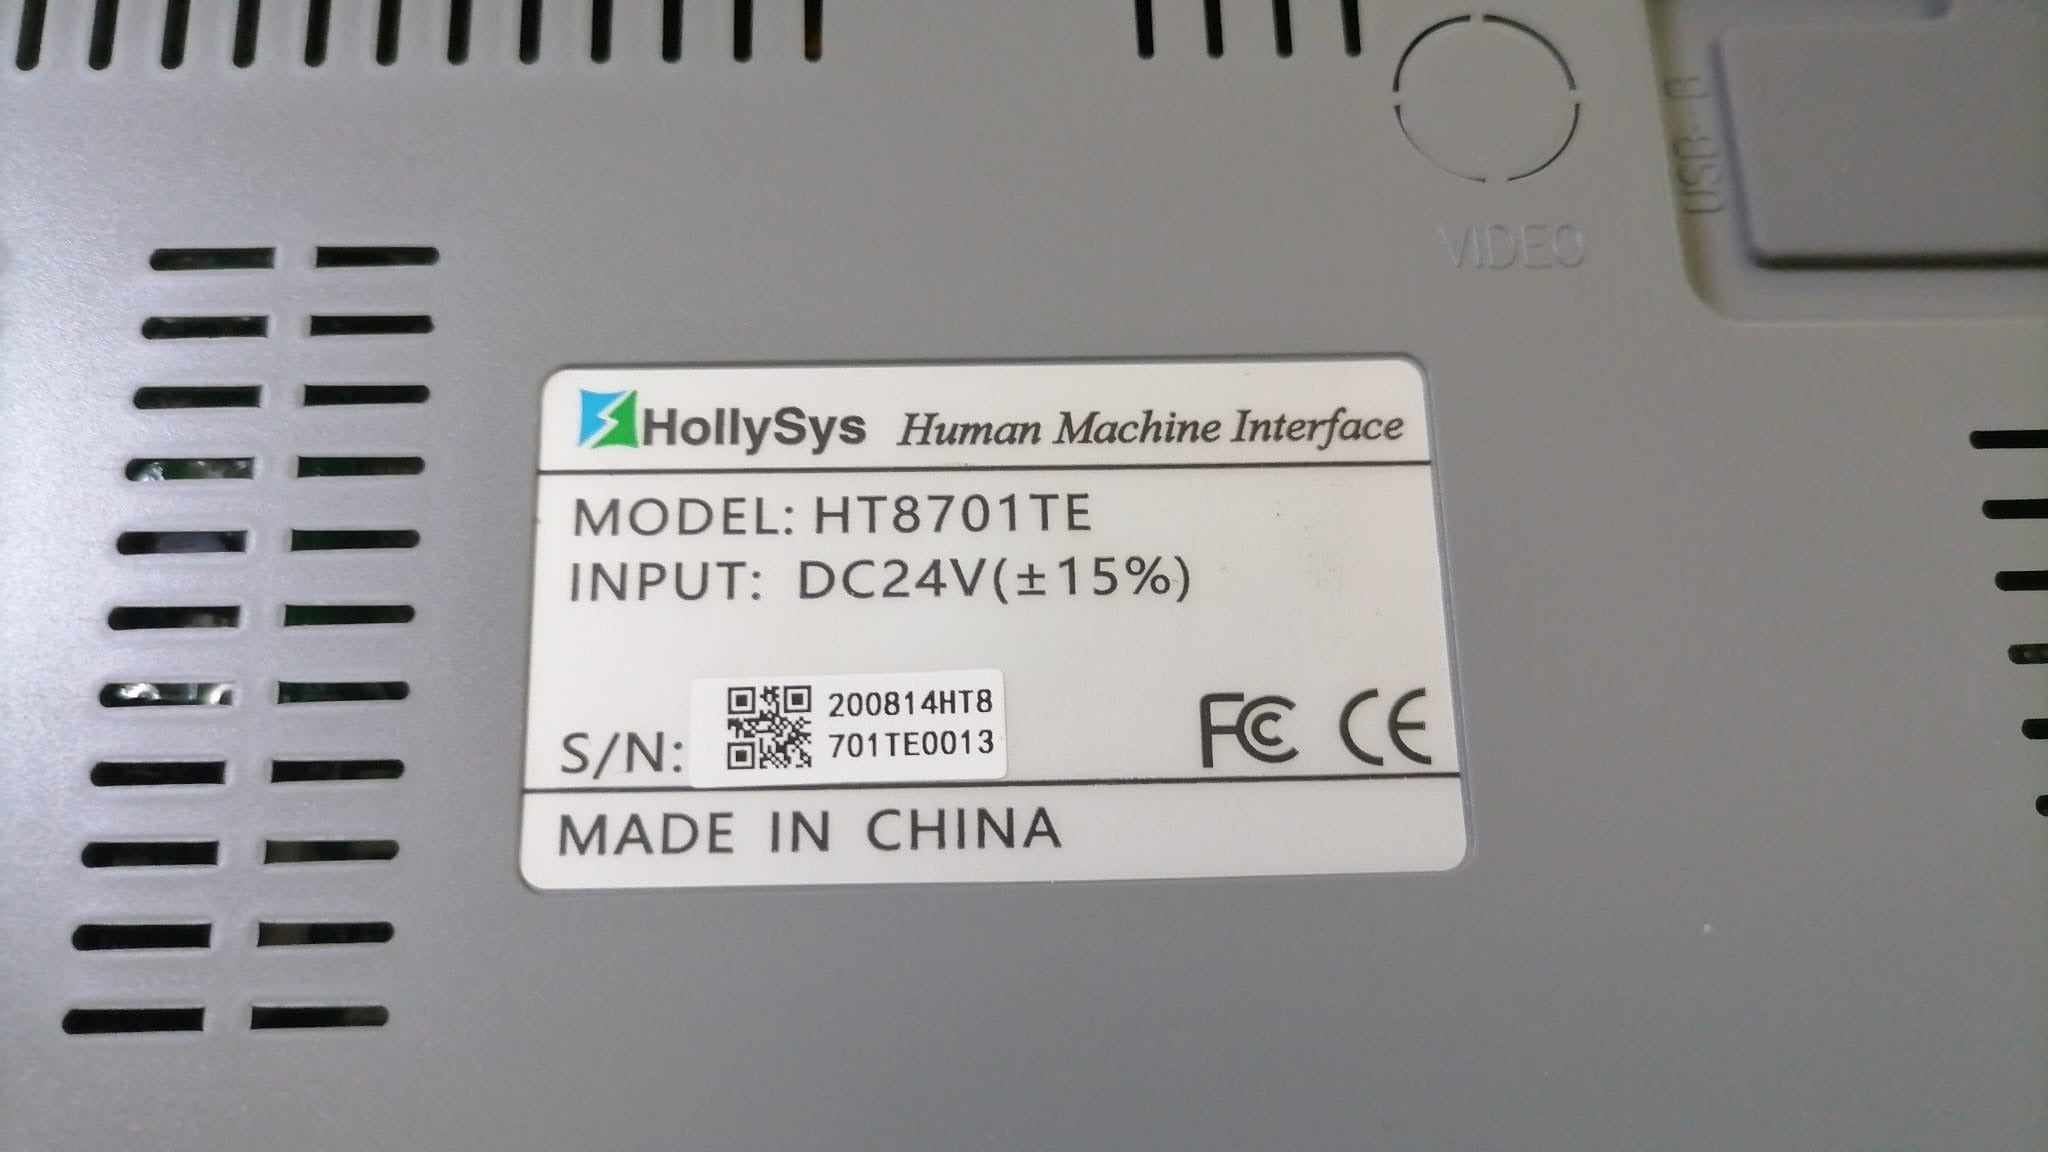 VIDEO
USB-B
HollySys Human Machine Interface
MODEL: HT8701TE
INPUT: DC24V(±15%)
S/N: 200814HT8
701TE0013
FC CE
MADE IN CHINA